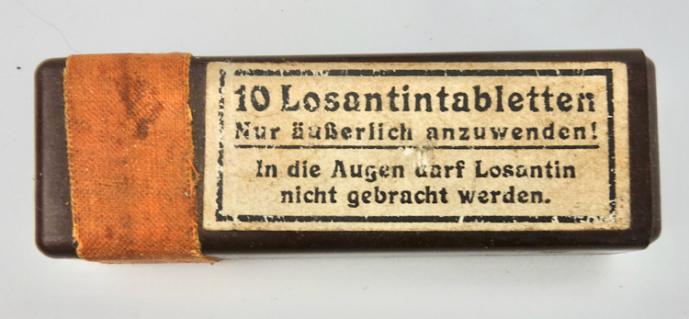 10 Losantintabletten
Nur äußerlich anzuwenden!
In die Augen darf Losantin
nicht gebracht werden.